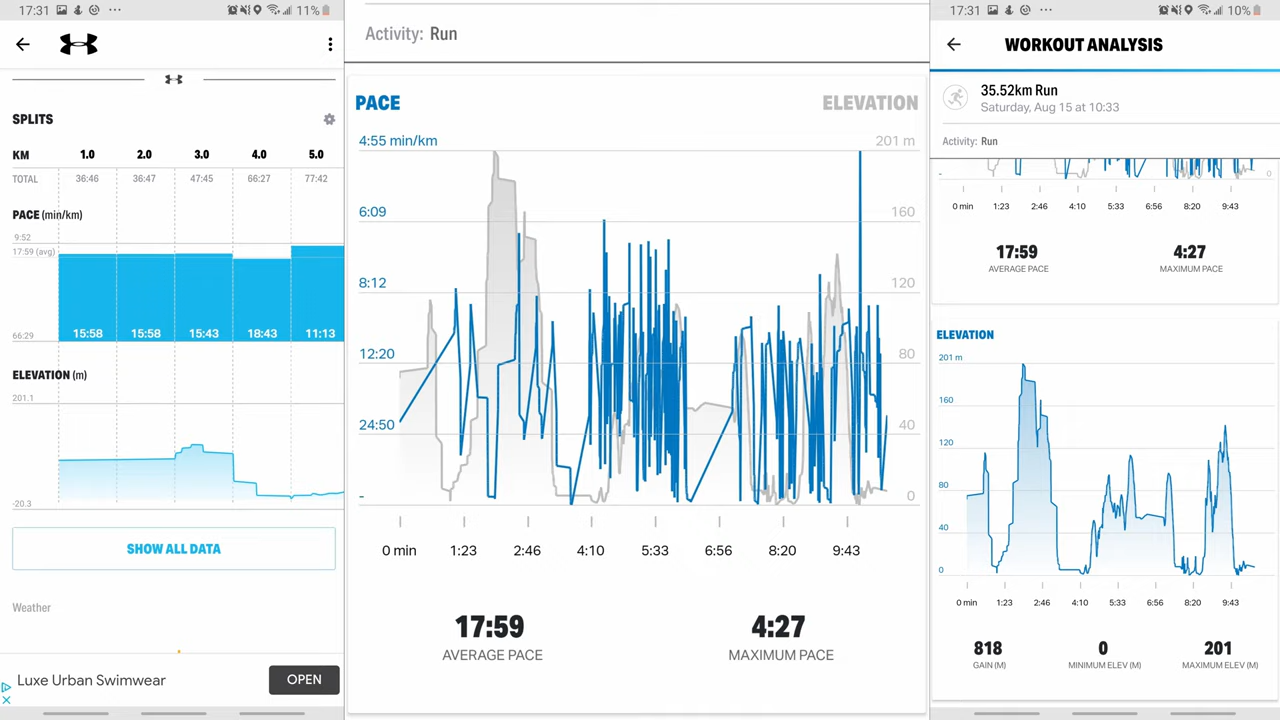 17:31
11%
SPLITS
KM 1.0 2.0 3.0 4.0 5.0
TOTAL 36:46 36:47 47:45 66:27 77:42
PACE (min/km)
9:52
17:59 (avg)
66:29
15:58 15:58 15:43 18:43 11:13
ELEVATION (m)
201.1
-20.3
SHOW ALL DATA
Weather
Luxe Urban Swimwear
OPEN
Activity: Run
PACE ELEVATION
4:55 min/km 201 m
6:09 160
8:12 120
12:20 80
24:50 40
- 0
0 min 1:23 2:46 4:10 5:33 6:56 8:20 9:43
17:59 4:27
AVERAGE PACE MAXIMUM PACE
17:31
10%
WORKOUT ANALYSIS
35.52km Run
Saturday, Aug 15 at 10:33
Activity: Run
- 0
0 min 1:23 2:46 4:10 5:33 6:56 8:20 9:43
17:59 4:27
AVERAGE PACE MAXIMUM PACE
ELEVATION
201 m
160
120
80
40
0
0 min 1:23 2:46 4:10 5:33 6:56 8:20 9:43
818 0 201
GAIN (M) MINIMUM ELEV (M) MAXIMUM ELEV (M)